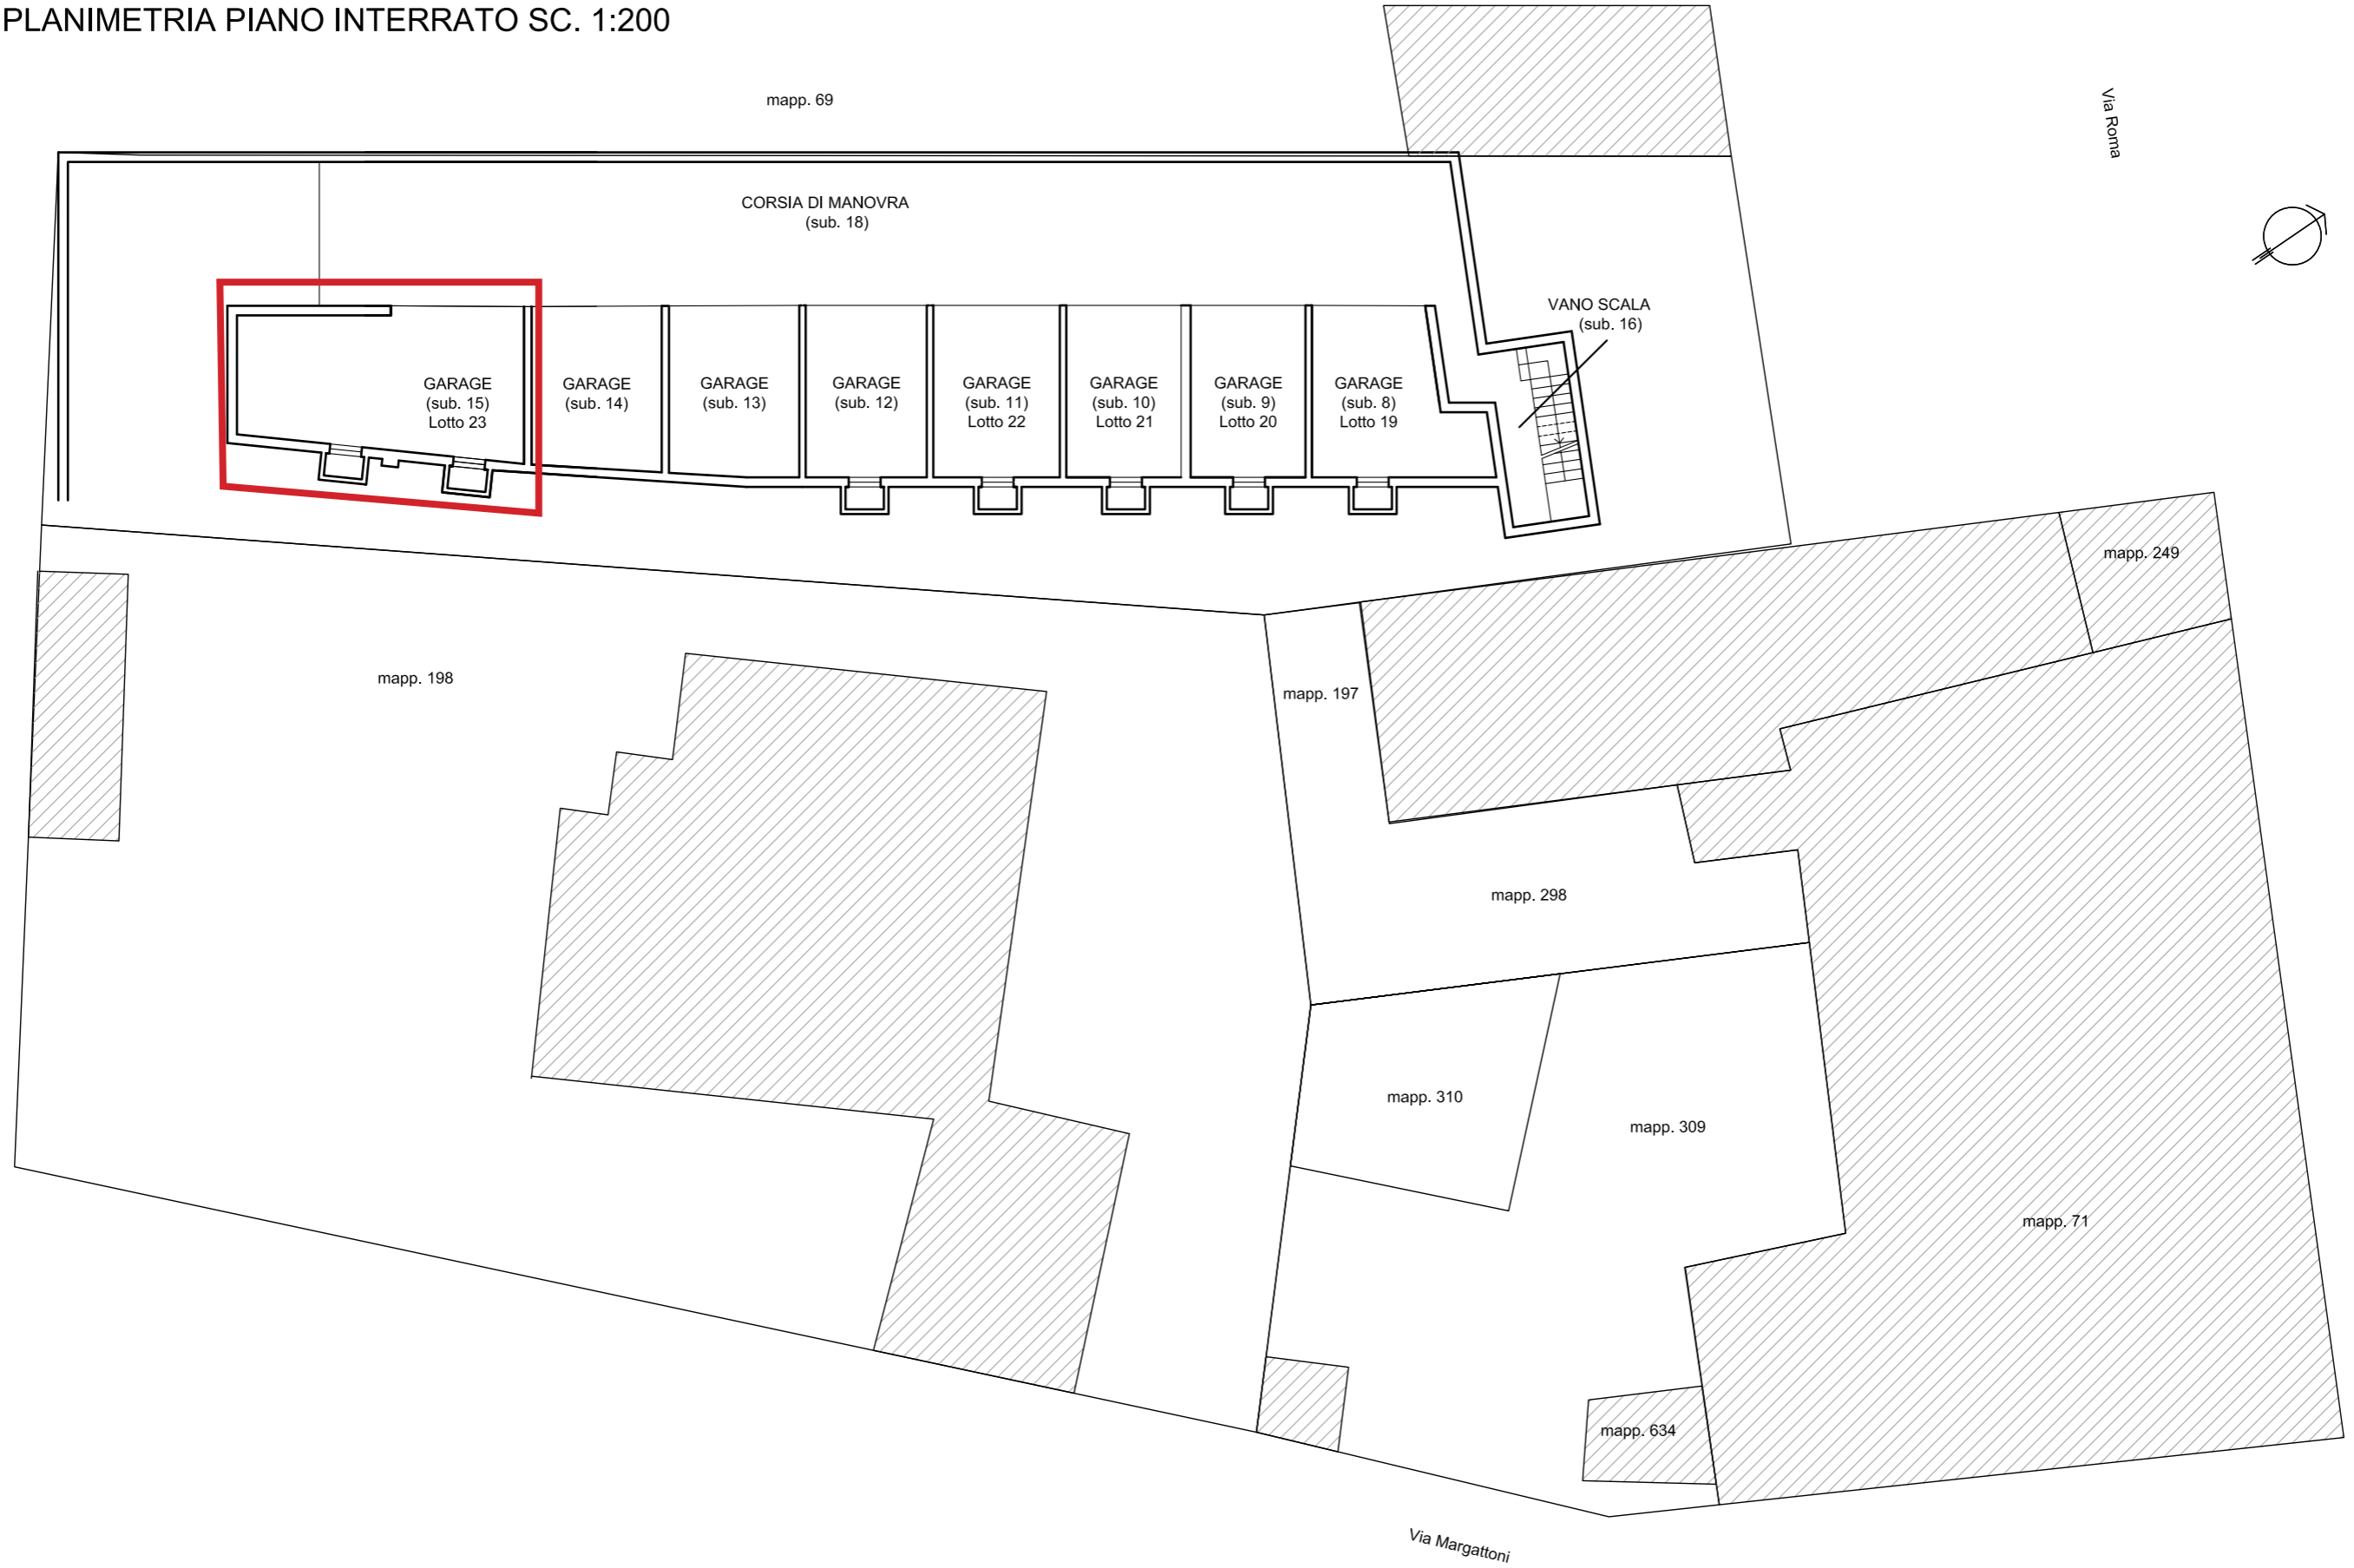 PLANIMETRIA PIANO INTERRATO SC. 1:200
mapp. 69
Via Roma
CORSIA DI MANOVRA
(sub. 18)
VANO SCALA
(sub. 16)
GARAGE
(sub. 15)
Lotto 23
GARAGE
(sub. 14)
GARAGE
(sub. 13)
GARAGE
(sub. 12)
GARAGE
(sub. 11)
Lotto 22
GARAGE
(sub. 10)
Lotto 21
GARAGE
(sub. 9)
Lotto 20
GARAGE
(sub. 8)
Lotto 19
mapp. 249
mapp. 198
mapp. 197
mapp. 298
mapp. 310
mapp. 309
mapp. 71
mapp. 634
Via Margattoni